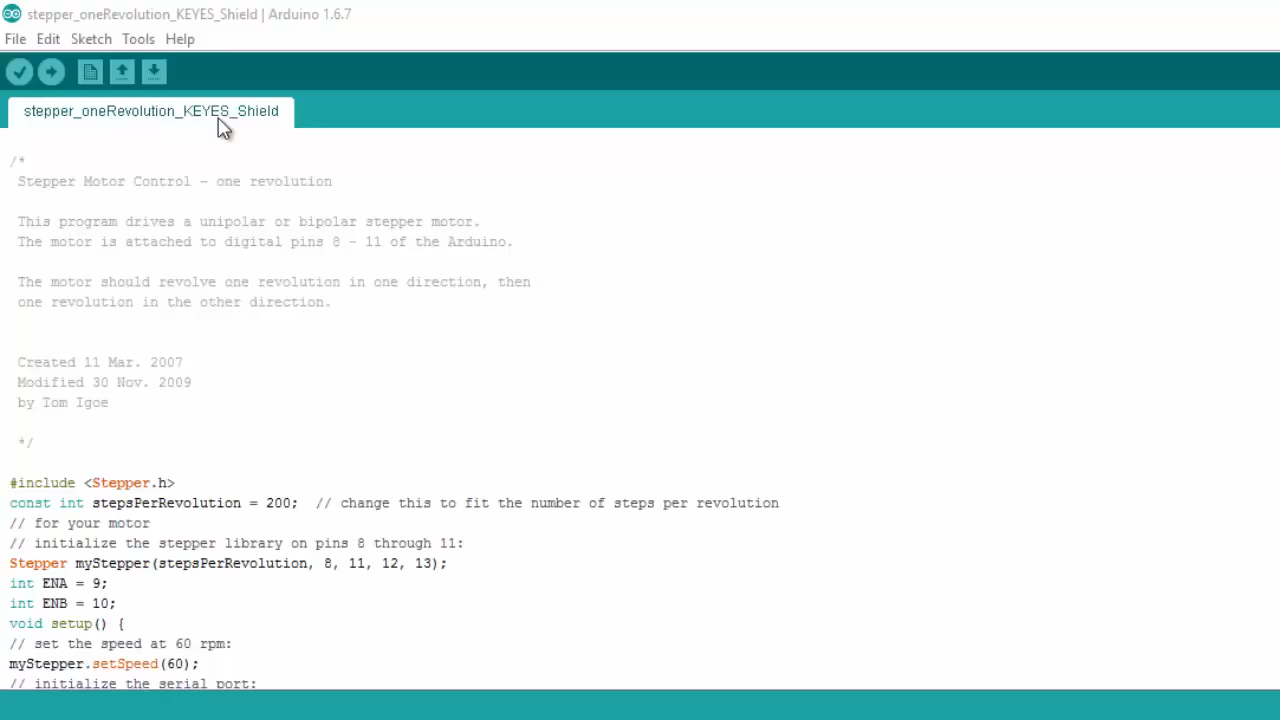 stepper_oneRevolution_KEYES_Shield | Arduino 1.6.7
File Edit Sketch Tools Help
stepper_oneRevolution_KEYES_Shield
/*
Stepper Motor Control - one revolution
This program drives a unipolar or bipolar stepper motor.
The motor is attached to digital pins 8 - 11 of the Arduino.
The motor should revolve one revolution in one direction, then
one revolution in the other direction.
Created 11 Mar. 2007
Modified 30 Nov. 2009
by Tom Igoe
*/
#include <Stepper.h>
const int stepsPerRevolution = 200;  // change this to fit the number of steps per revolution
// for your motor
// initialize the stepper library on pins 8 through 11:
Stepper myStepper(stepsPerRevolution, 8, 11, 12, 13);
int ENA = 9;
int ENB = 10;
void setup() {
// set the speed at 60 rpm:
myStepper.setSpeed(60);
// initialize the serial port: